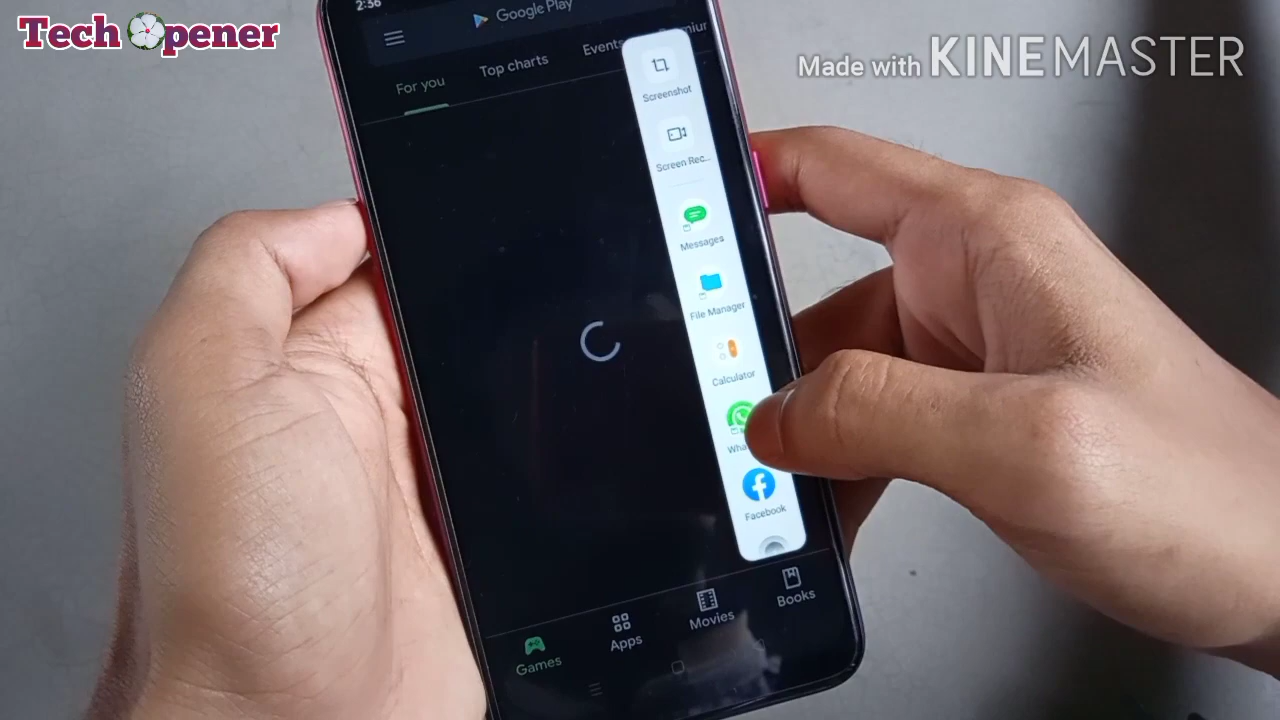 Tech Opener
Made with KINEMASTER
2:56
Google Play
For you
Top charts
Events
Screenshot
Screen Rec...
Messages
File Manager
Calculator
Facebook
Games
Apps
Movies
Books